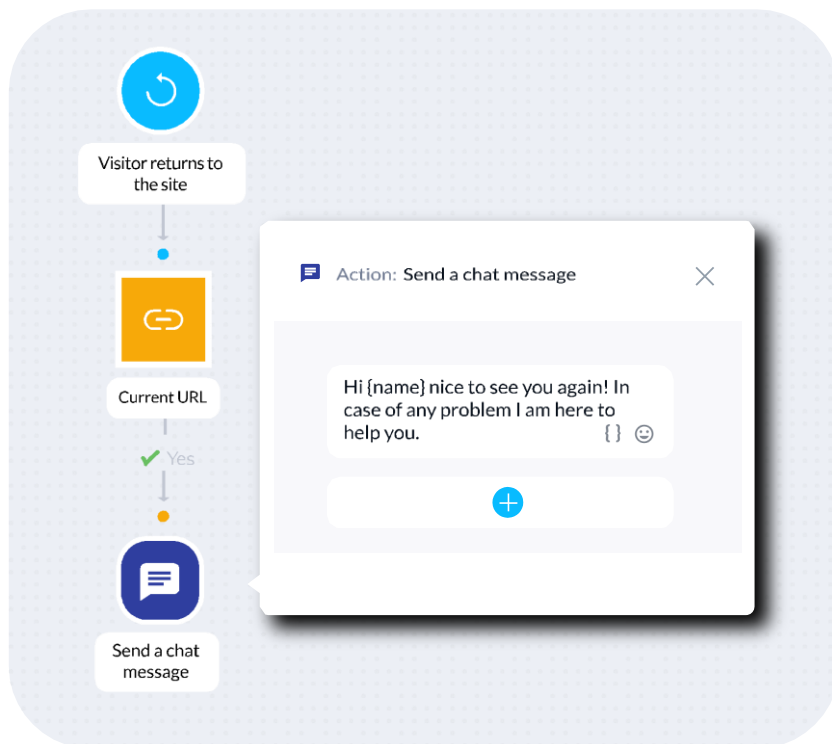 Visitor returns to
the site
Current URL
Yes
Send a chat
message
Action: Send a chat message
Hi {name} nice to see you again! In
case of any problem I am here to
help you.
{ }